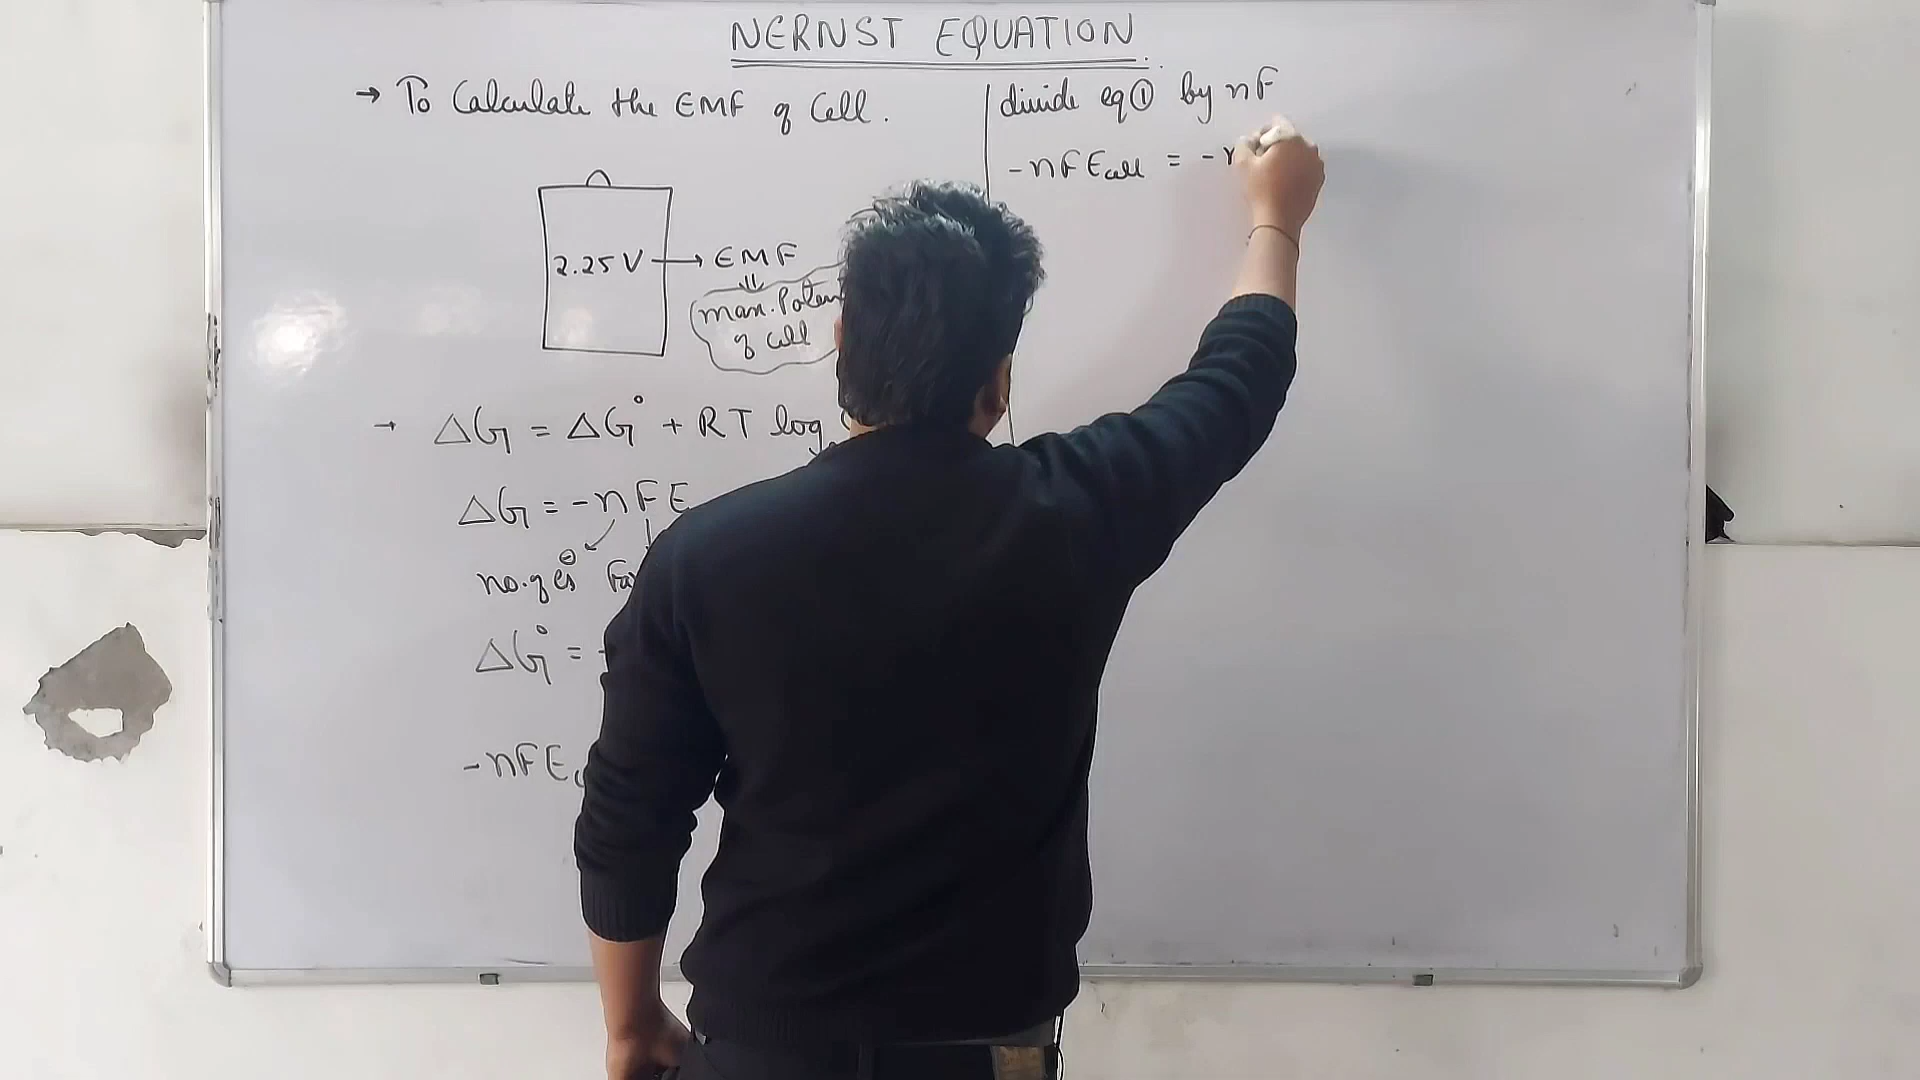 NERNST EQUATION
→ To Calculate the EMF of Cell.
2.25 V → EMF
max. Poten
of cell
→ ΔG = ΔG° + RT log
ΔG = -nFE
no. of e⊖s Fa
ΔG° = -
-nFE
divide eq① by nF
-nFEcell = -n